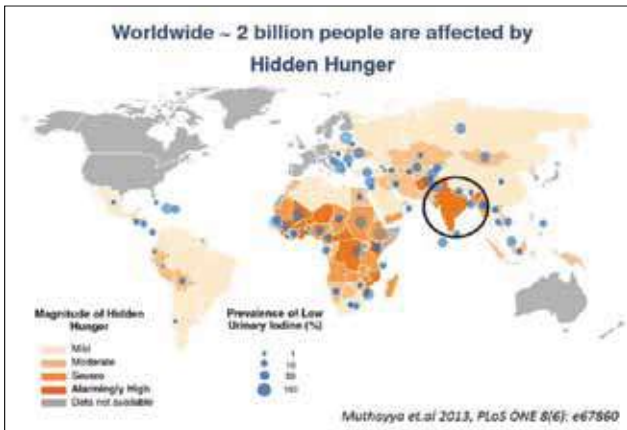 Worldwide ~ 2 billion people are affected by
Hidden Hunger
Magnitude of Hidden
Hunger
Mild
Moderate
Severe
Alarmingly High
Data not available
Prevalence of Low
Urinary Iodine (%)
1
10
50
100
Muthayya et.al 2013, PLoS ONE 8(6): e67860